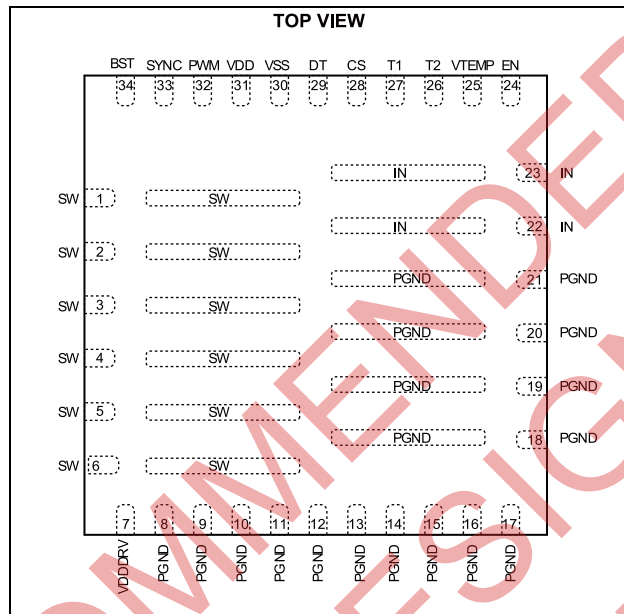 TOP VIEW
BST SYNC PWM VDD VSS DT CS T1 T2 VTEMP EN
34 33 32 31 30 29 28 27 26 25 24
IN 23 IN
SW 1 SW
IN 22 IN
SW 2 SW
PGND 21 PGND
SW 3 SW
PGND 20 PGND
SW 4 SW
PGND 19 PGND
SW 5 SW
PGND 18 PGND
SW 6 SW
7 8 9 10 11 12 13 14 15 16 17
VDDDRV PGND PGND PGND PGND PGND PGND PGND PGND PGND PGND
OMMENDED
ESIGN